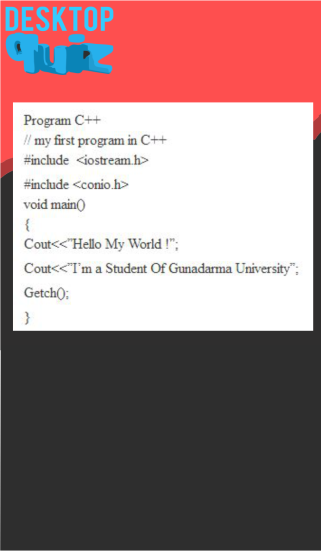 DESKTOP
Quiz
Program C++
// my first program in C++
#include <iostream.h>
#include <conio.h>
void main()
{
Cout<<"Hello My World !";
Cout<<"I'm a Student Of Gunadarma University";
Getch();
}